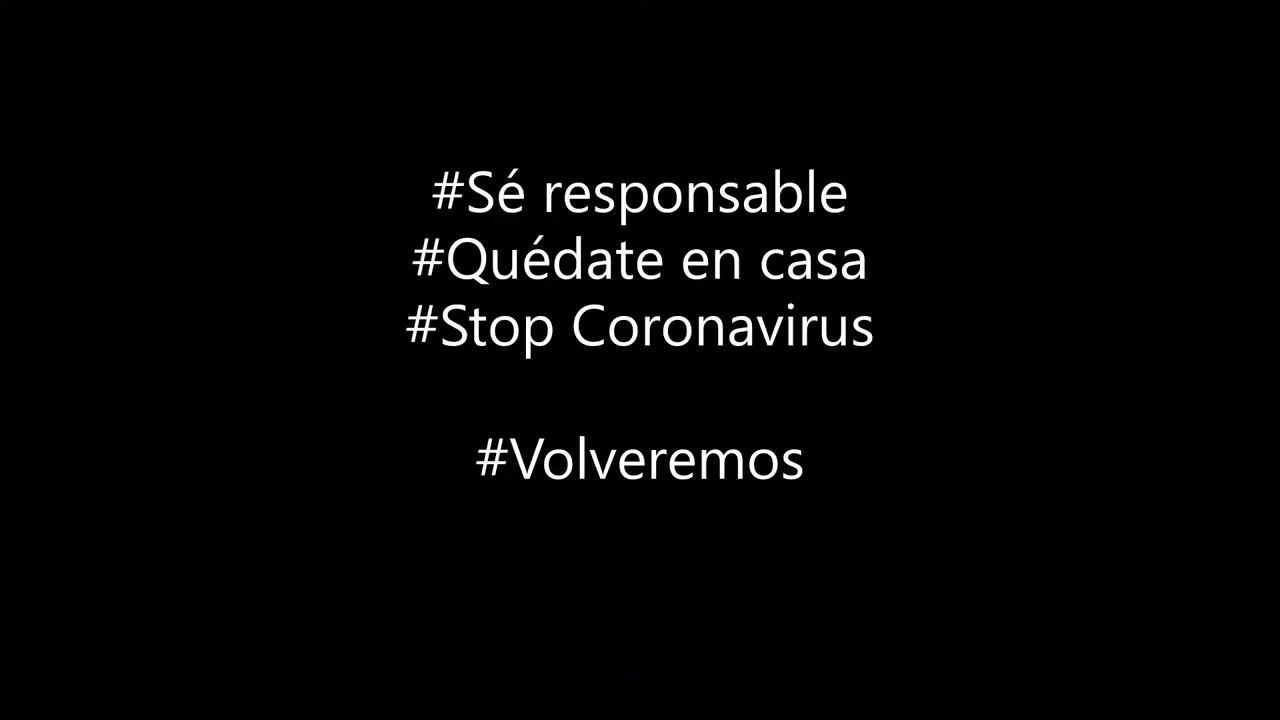 #Sé responsable
#Quédate en casa
#Stop Coronavirus
#Volveremos